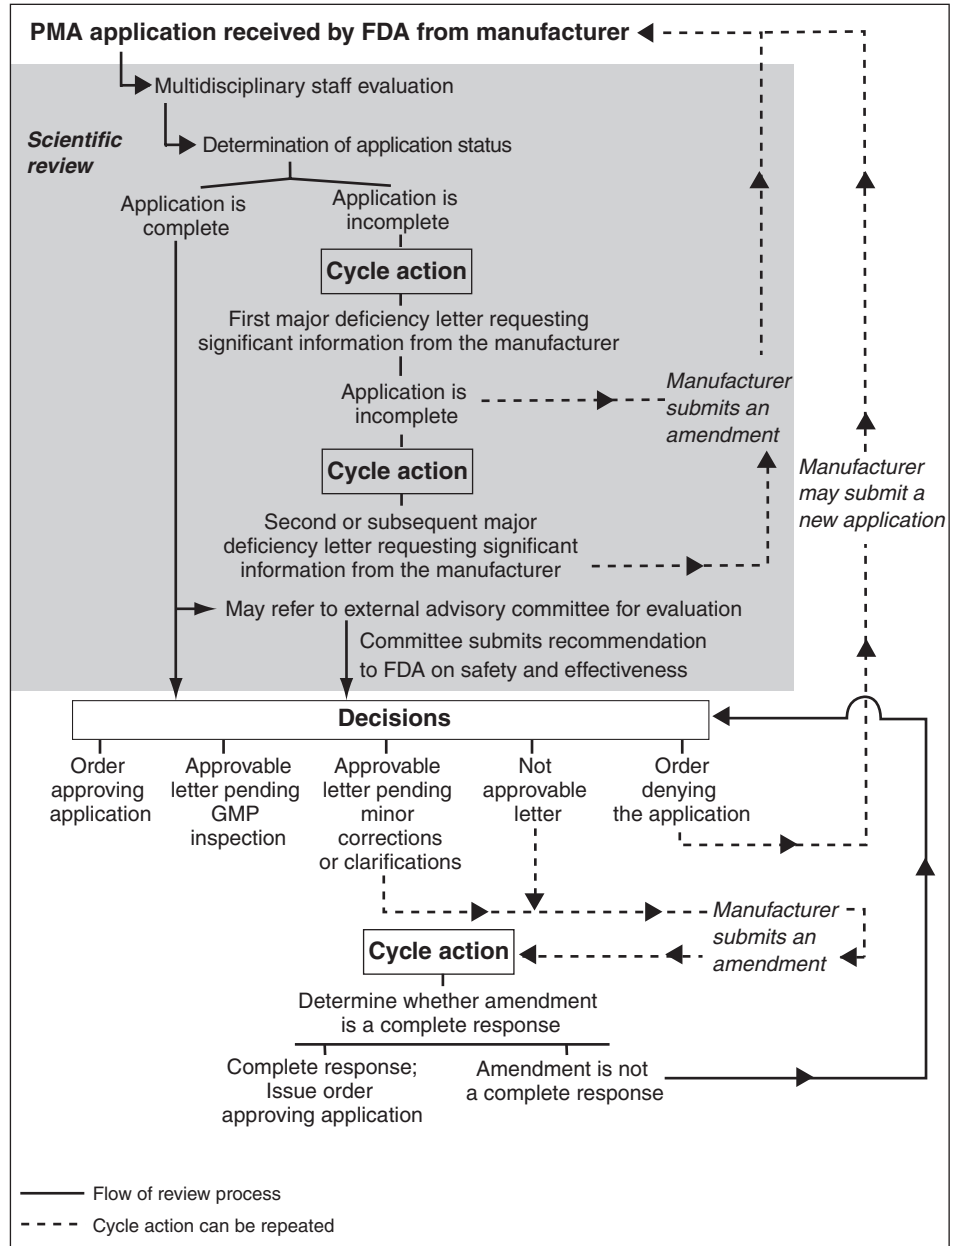 PMA application received by FDA from manufacturer
Multidisciplinary staff evaluation
Scientific
review
Determination of application status
Application is
complete
Application is
incomplete
Cycle action
First major deficiency letter requesting
significant information from the manufacturer
Application is
incomplete
Manufacturer
submits an
amendment
Cycle action
Manufacturer
may submit a
new application
Second or subsequent major
deficiency letter requesting significant
information from the manufacturer
May refer to external advisory committee for evaluation
Committee submits recommendation
to FDA on safety and effectiveness
Decisions
Order
approving
application
Approvable
letter pending
GMP
inspection
Approvable
letter pending
minor
corrections
or clarifications
Not
approvable
letter
Order
denying
the application
Manufacturer
submits an
amendment
Cycle action
Determine whether amendment
is a complete response
Complete response;
Issue order
approving application
Amendment is not
a complete response
Flow of review process
Cycle action can be repeated